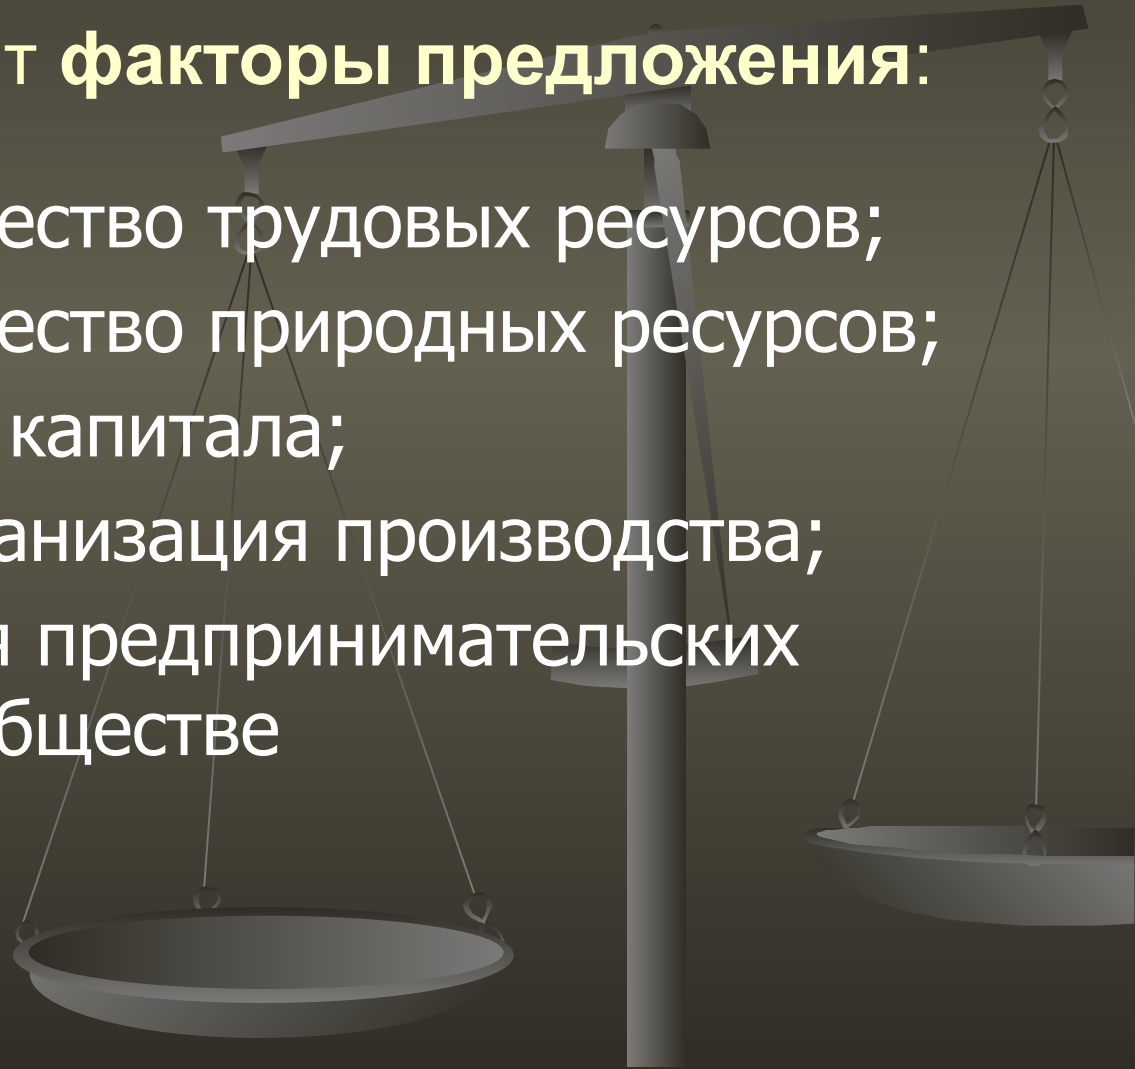 т факторы предложения:
ество трудовых ресурсов;
ество природных ресурсов;
капитала;
анизация производства;
я предпринимательских
бществе